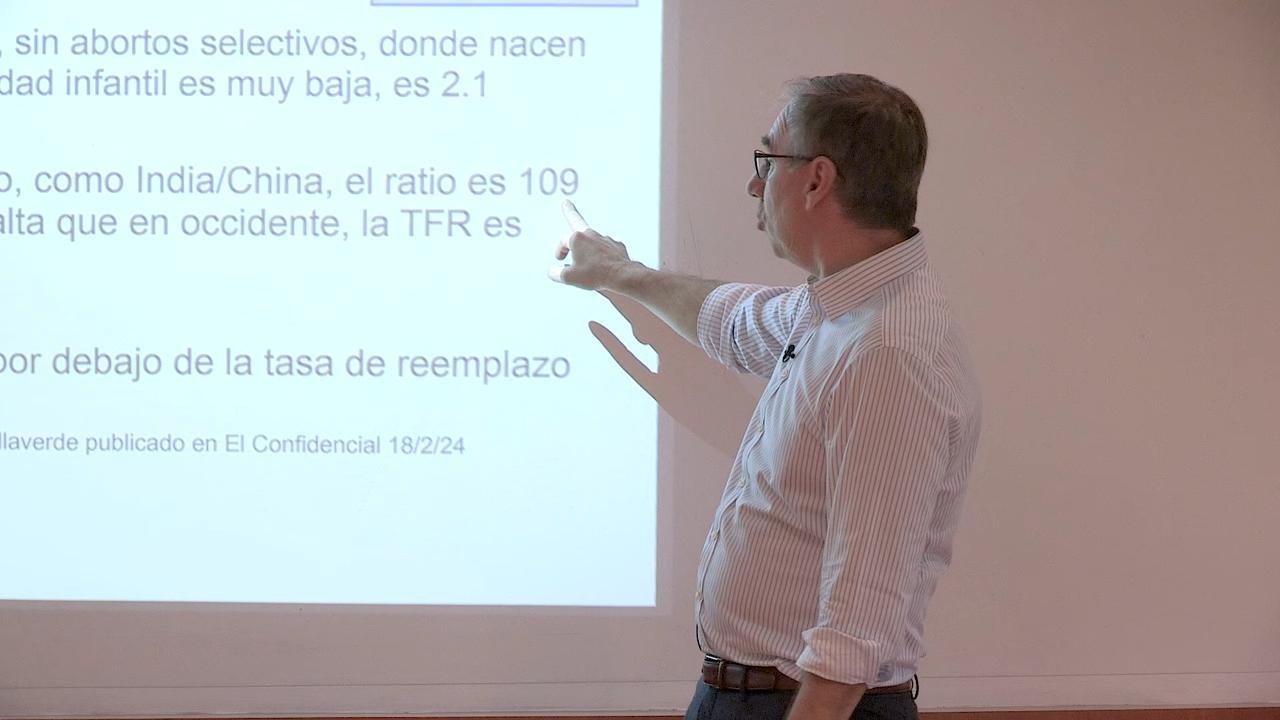 , sin abortos selectivos, donde nacen
dad infantil es muy baja, es 2.1
o, como India/China, el ratio es 109
alta que en occidente, la TFR es
por debajo de la tasa de reemplazo
llaverde publicado en El Confidencial 18/2/24